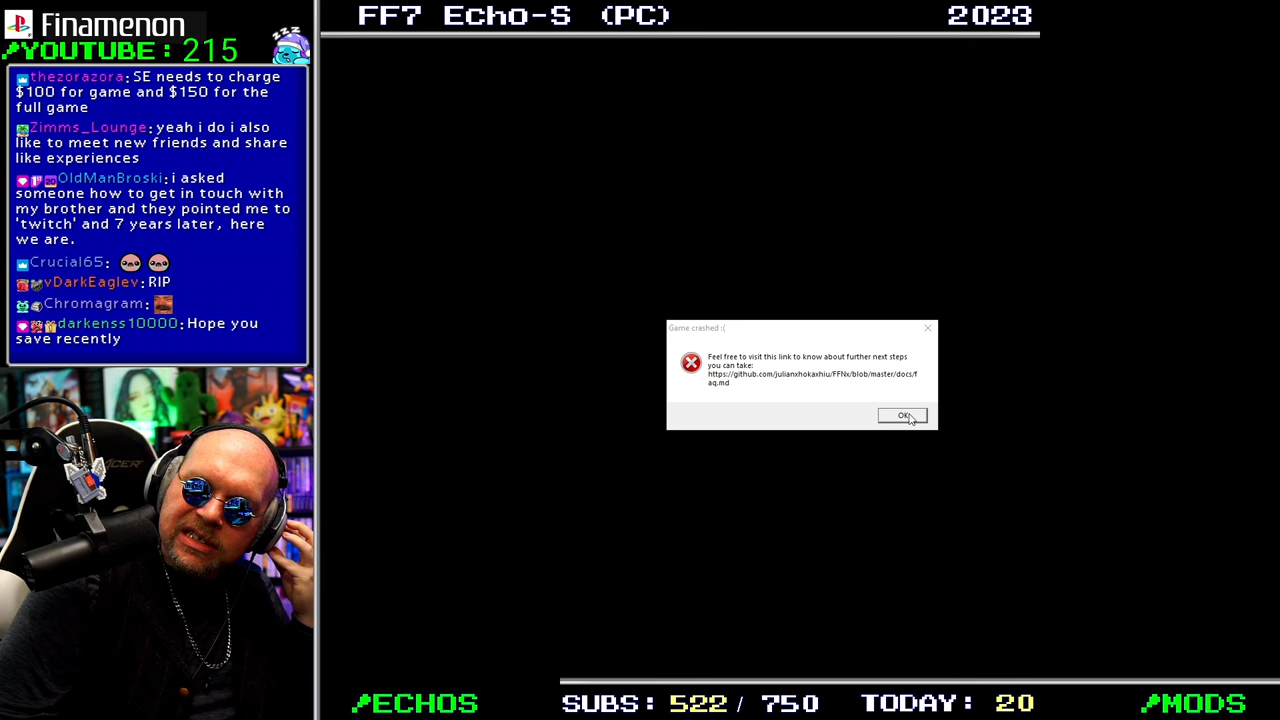 Finamenon
/YOUTUBE: 215
thezorazora: SE needs to charge
$100 for game and $150 for the
full game
Zimms_Lounge: yeah i do i also
like to meet new friends and share
like experiences
OldManBroski: i asked
someone how to get in touch with
my brother and they pointed me to
'twitch' and 7 years later, here
we are.
Crucial65:
vDarkEaglev: RIP
Chromagram:
darkenss10000: Hope you
save recently
FF7 Echo-S (PC)
2023
Game crashed :(
Feel free to visit this link to know about further next steps
you can take:
https://github.com/julianxhokaxhiu/FFNx/blob/master/docs/f
aq.md
OK
ACER
/ECHOS
SUBS: 522/ 750
TODAY: 20
/MODS